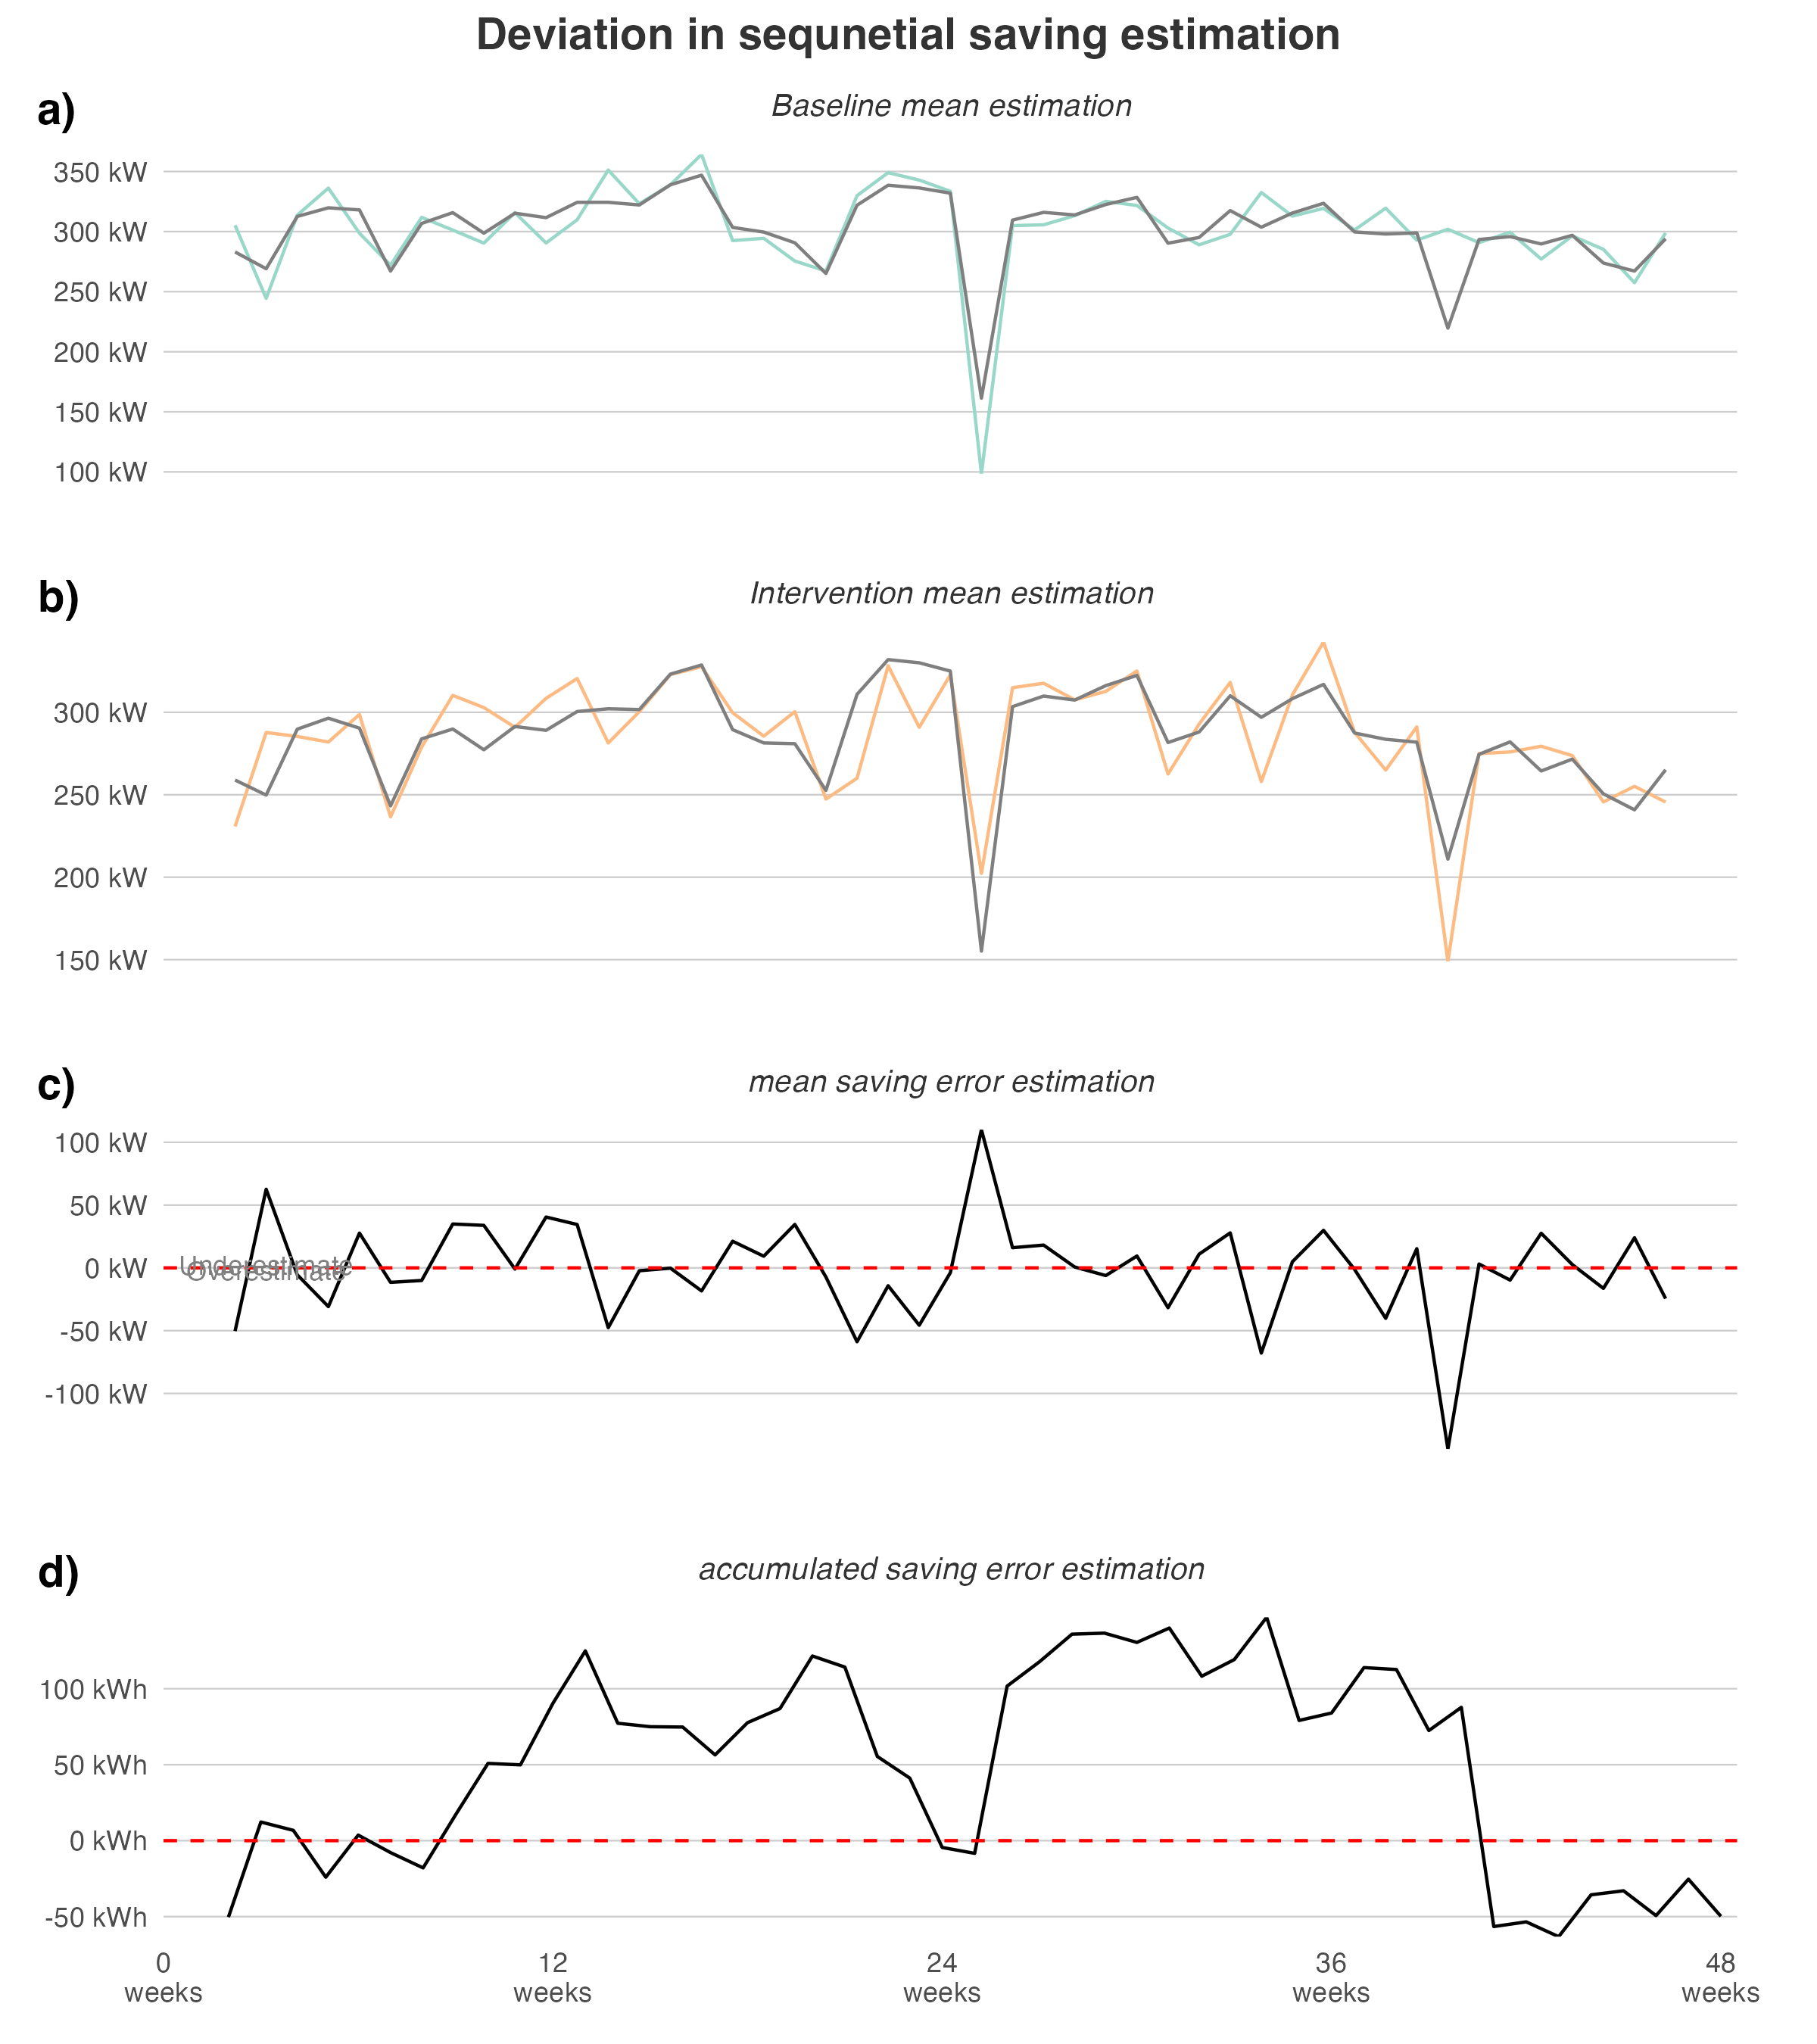 Deviation in sequnetial saving estimation
a)
Baseline mean estimation
350 kW
300 kW
250 kW
200 kW
150 kW
100 kW
b)
Intervention mean estimation
300 kW
250 kW
200 kW
150 kW
c)
mean saving error estimation
100 kW
50 kW
0 kW
-50 kW
-100 kW
Underestimate
Overestimate
d)
accumulated saving error estimation
100 kWh
50 kWh
0 kWh
-50 kWh
0
weeks
12
weeks
24
weeks
36
weeks
48
weeks